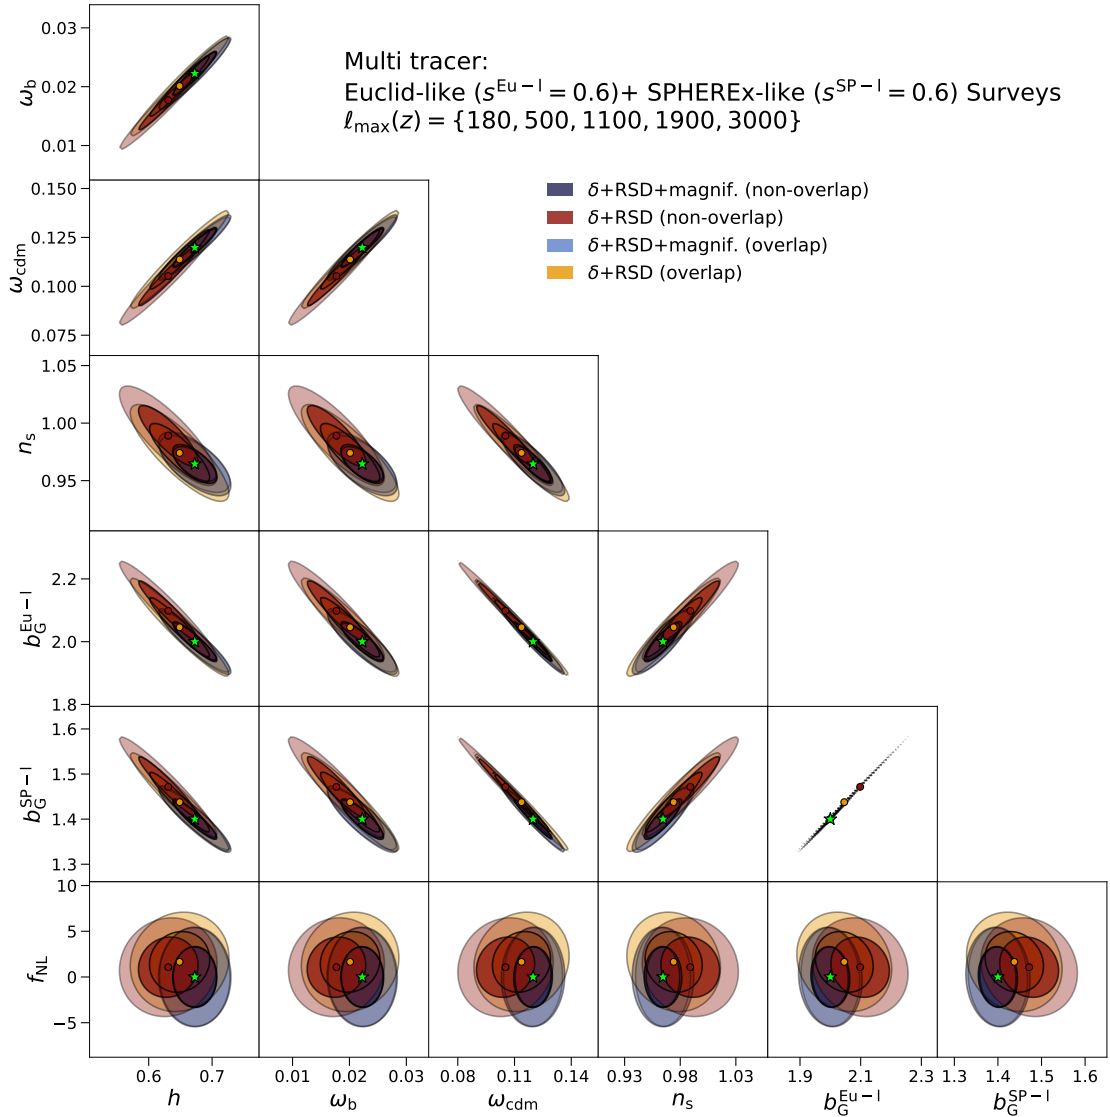 Multi tracer:
Euclid-like (s^Eu−l = 0.6)+ SPHEREx-like (s^SP−l = 0.6) Surveys
ℓ_max(z) = {180, 500, 1100, 1900, 3000}
δ+RSD+magnif. (non-overlap)
δ+RSD (non-overlap)
δ+RSD+magnif. (overlap)
δ+RSD (overlap)
0.03
0.02
0.01
ω_b
0.150
0.125
0.100
0.075
ω_cdm
1.05
1.00
0.95
n_s
2.2
2.0
1.8
b_G^Eu−l
1.6
1.5
1.4
1.3
b_G^SP−l
10
5
0
−5
f_NL
0.6 0.7
0.01 0.02 0.03
0.08 0.11 0.14
0.93 0.98 1.03
1.9 2.1 2.3
1.3 1.4 1.5 1.6
h
ω_b
ω_cdm
n_s
b_G^Eu−l
b_G^SP−l